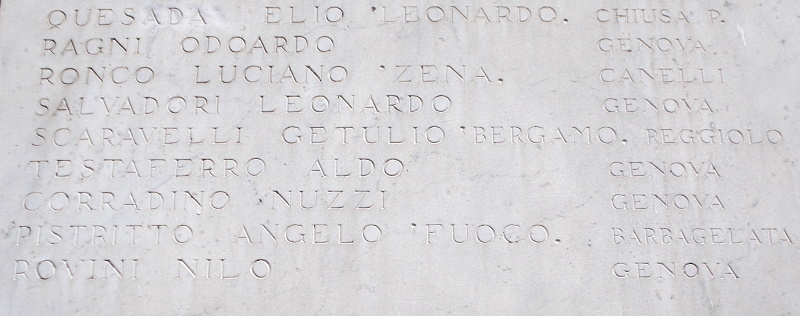 QUESADA ELIO 'LEONARDO. CHIUSA P.
RAGNI ODOARDO GENOVA
RONCO LUCIANO 'ZENA. CANELLI
SALVADORI LEONARDO GENOVA
SCARAVELLI GETULIO 'BERGAMO. REGGIOLO
TESTAFERRO ALDO GENOVA
CORRADINO NUZZI GENOVA
PISTRITTO ANGELO 'FUOCO. BARBAGELATA
ROVINI NILO GENOVA